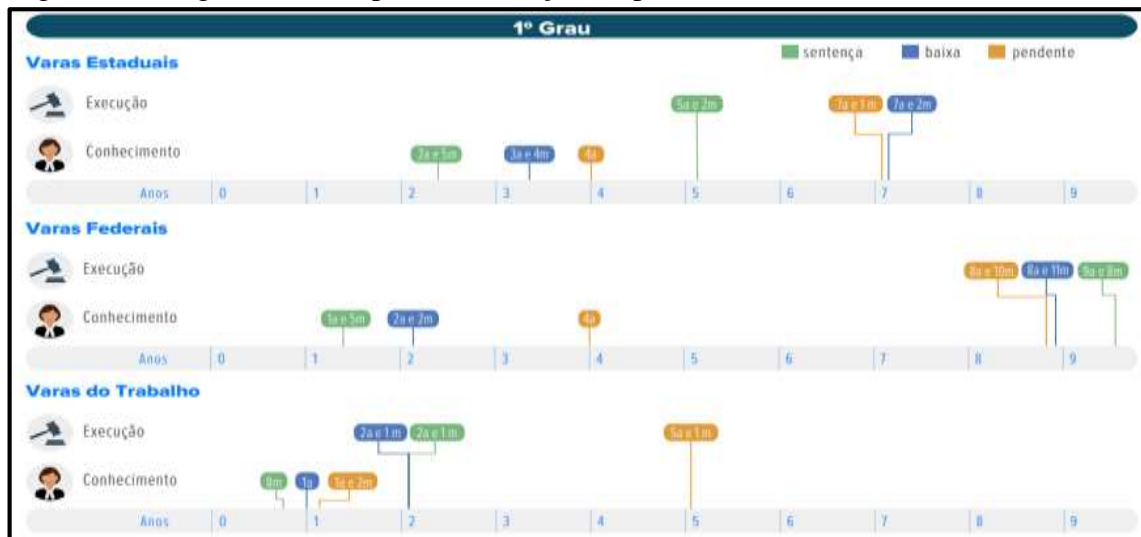 1º Grau
sentença baixa pendente
Varas Estaduais
Execução 5a e 2m 7a e 1m 7a e 2m
Conhecimento 2a e 5m 3a e 4m 4a
Anos 0 1 2 3 4 5 6 7 8 9
Varas Federais
Execução 8a e 10m 8a e 11m 9a e 8m
Conhecimento 1a e 5m 2a e 2m 4a
Anos 0 1 2 3 4 5 6 7 8 9
Varas do Trabalho
Execução 2a e 1m 2a e 1m 5a e 1m
Conhecimento 1a 1a e 2m
Anos 0 1 2 3 4 5 6 7 8 9